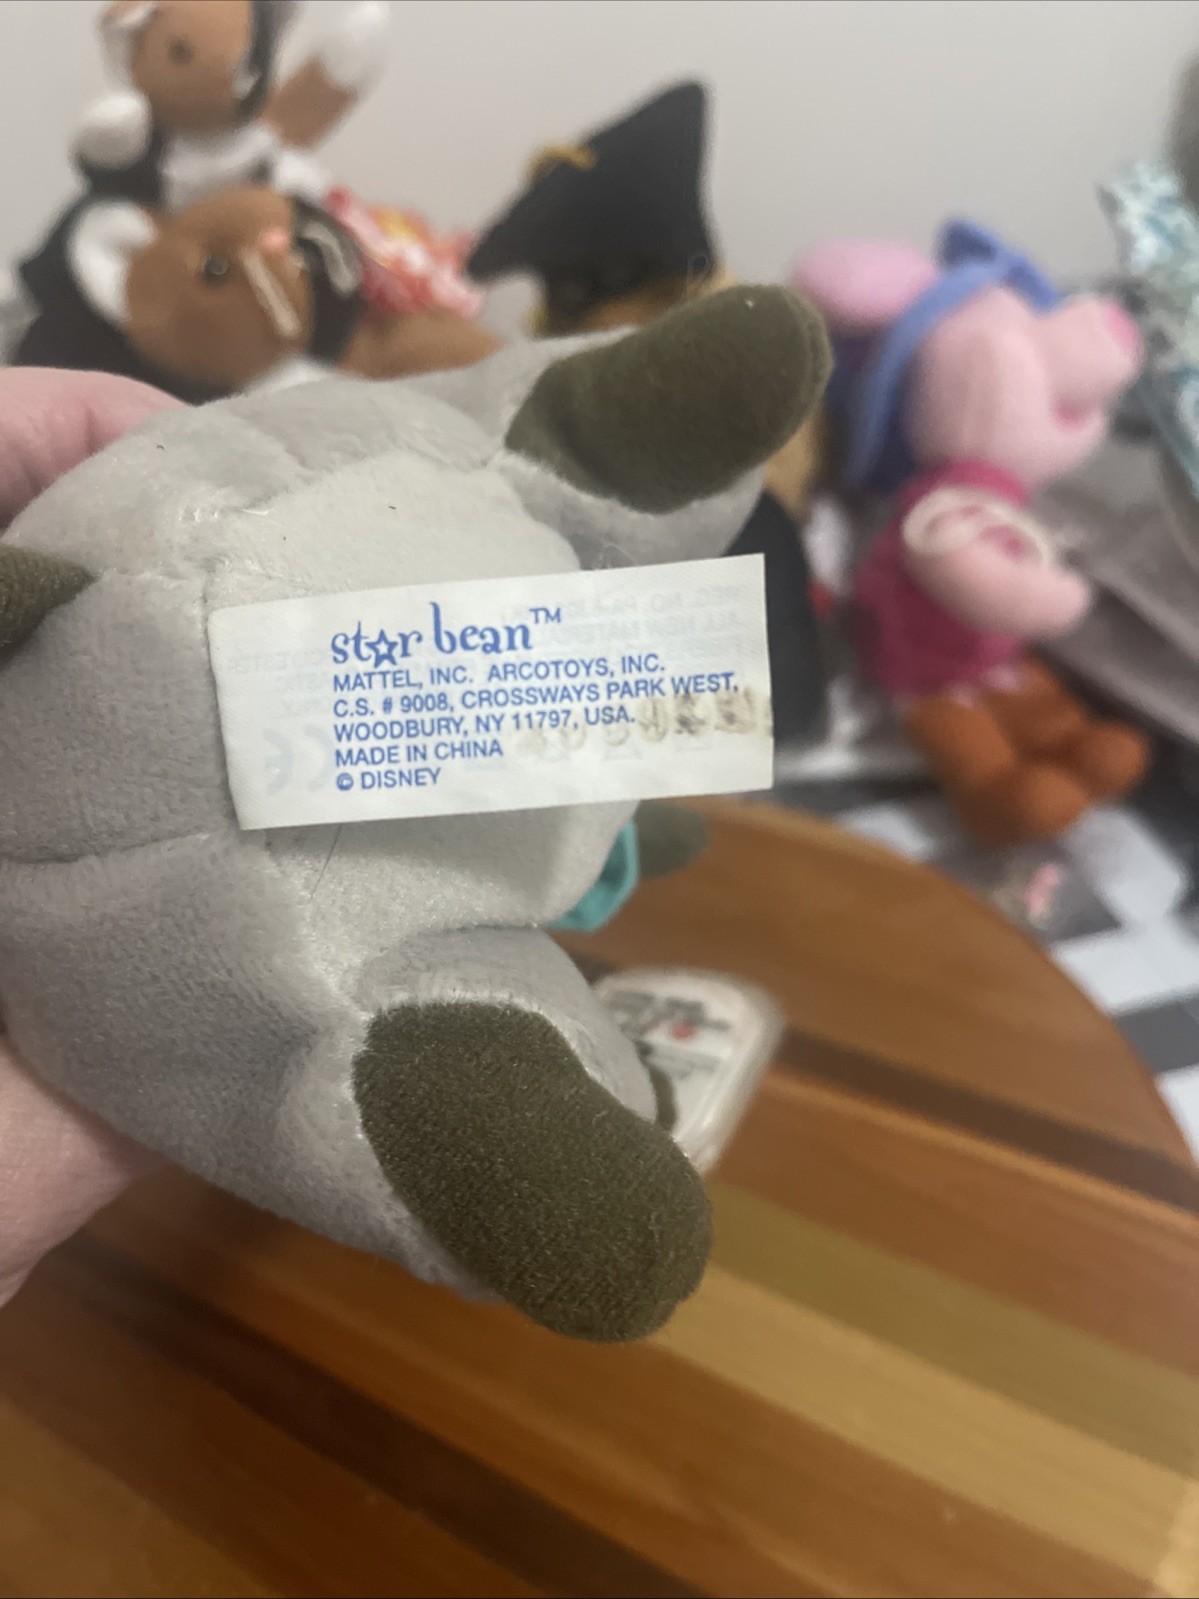 star bean™
MATTEL, INC. ARCOTOYS, INC.
C.S. # 9008, CROSSWAYS PARK WEST,
WOODBURY, NY 11797, USA.
MADE IN CHINA
© DISNEY